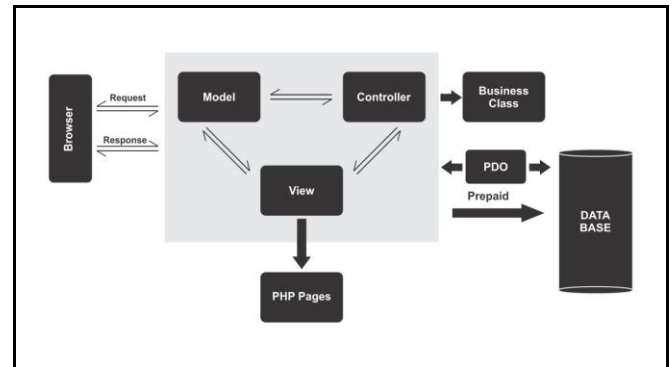 Browser
Request
Response
Model
Controller
View
Business
Class
PDO
Prepaid
DATA
BASE
PHP Pages